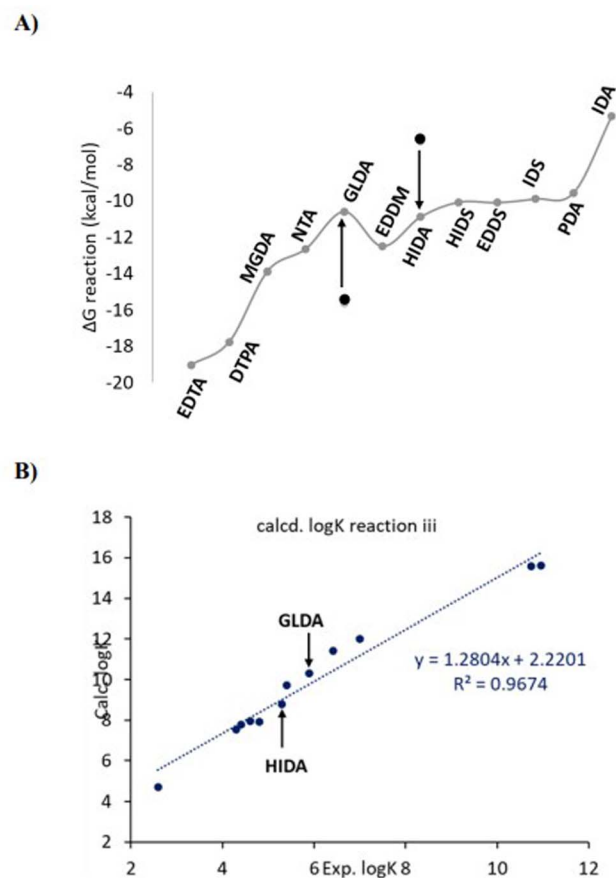 A)
ΔG reaction (kcal/mol)
-4
-6
-8
-10
-12
-14
-16
-18
-20
EDTA
DTPA
MGDA
NTA
GLDA
EDDM
HIDA
HIDS
EDDS
IDS
PDA
IDA
B)
calcd. logK reaction iii
Calcd. logK
18
16
14
12
10
8
6
4
2
GLDA
HIDA
y = 1.2804x + 2.2201
R² = 0.9674
2
4
6
8
10
12
Exp. logK